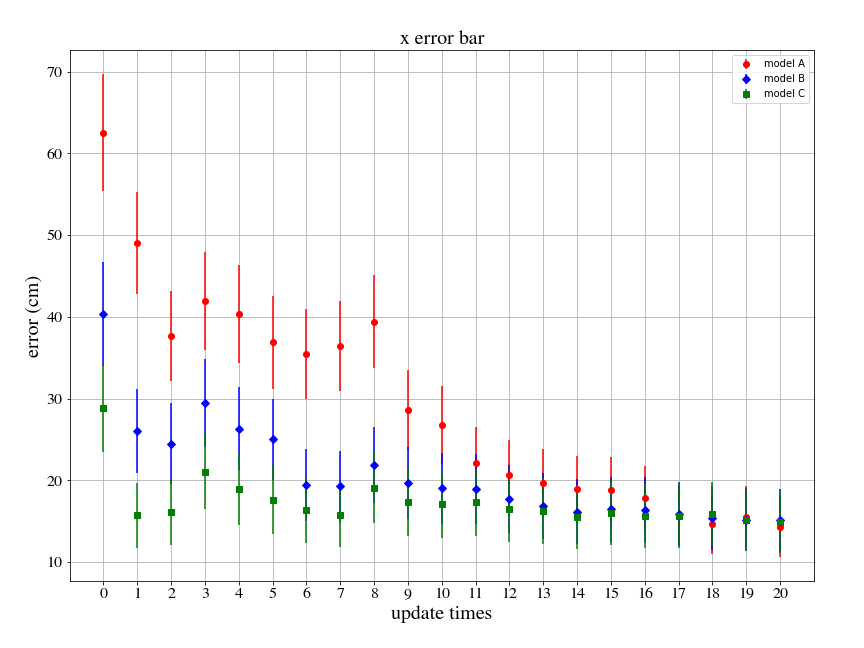 x error bar
model A
model B
model C
error (cm)
70
60
50
40
30
20
10
0 1 2 3 4 5 6 7 8 9 10 11 12 13 14 15 16 17 18 19 20
update times